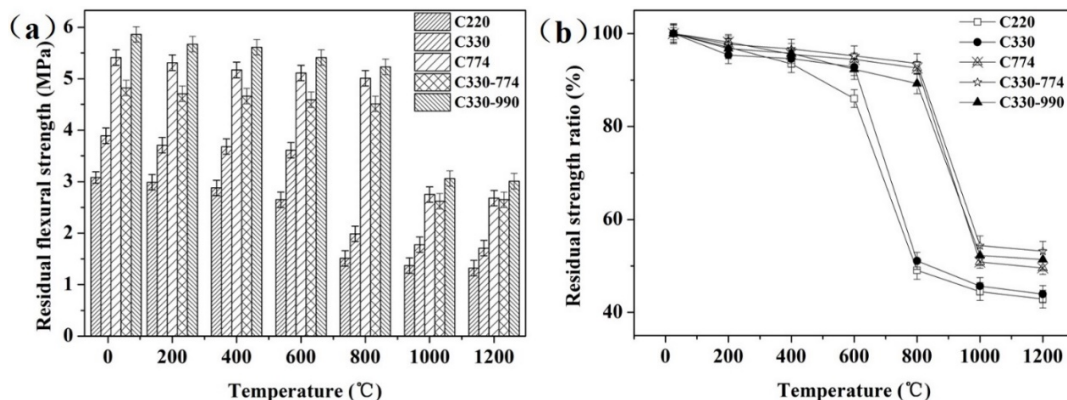 (a)
C220
C330
C774
C330-774
C330-990
Residual flexural strength (MPa)
6
5
4
3
2
1
0
0 200 400 600 800 1000 1200
Temperature (℃)
(b)
C220
C330
C774
C330-774
C330-990
Residual strength ratio (%)
100
80
60
40
0 200 400 600 800 1000 1200
Temperature (℃)